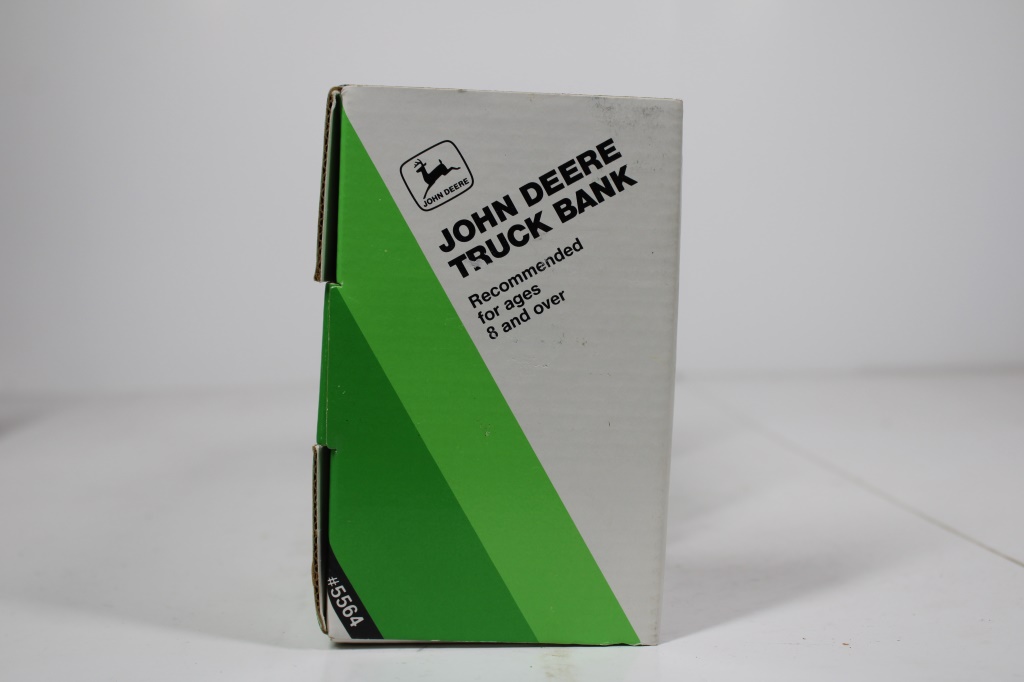 JOHN DEERE
JOHN DEERE
TRUCK BANK
Recommended
for ages
8 and over
#5564